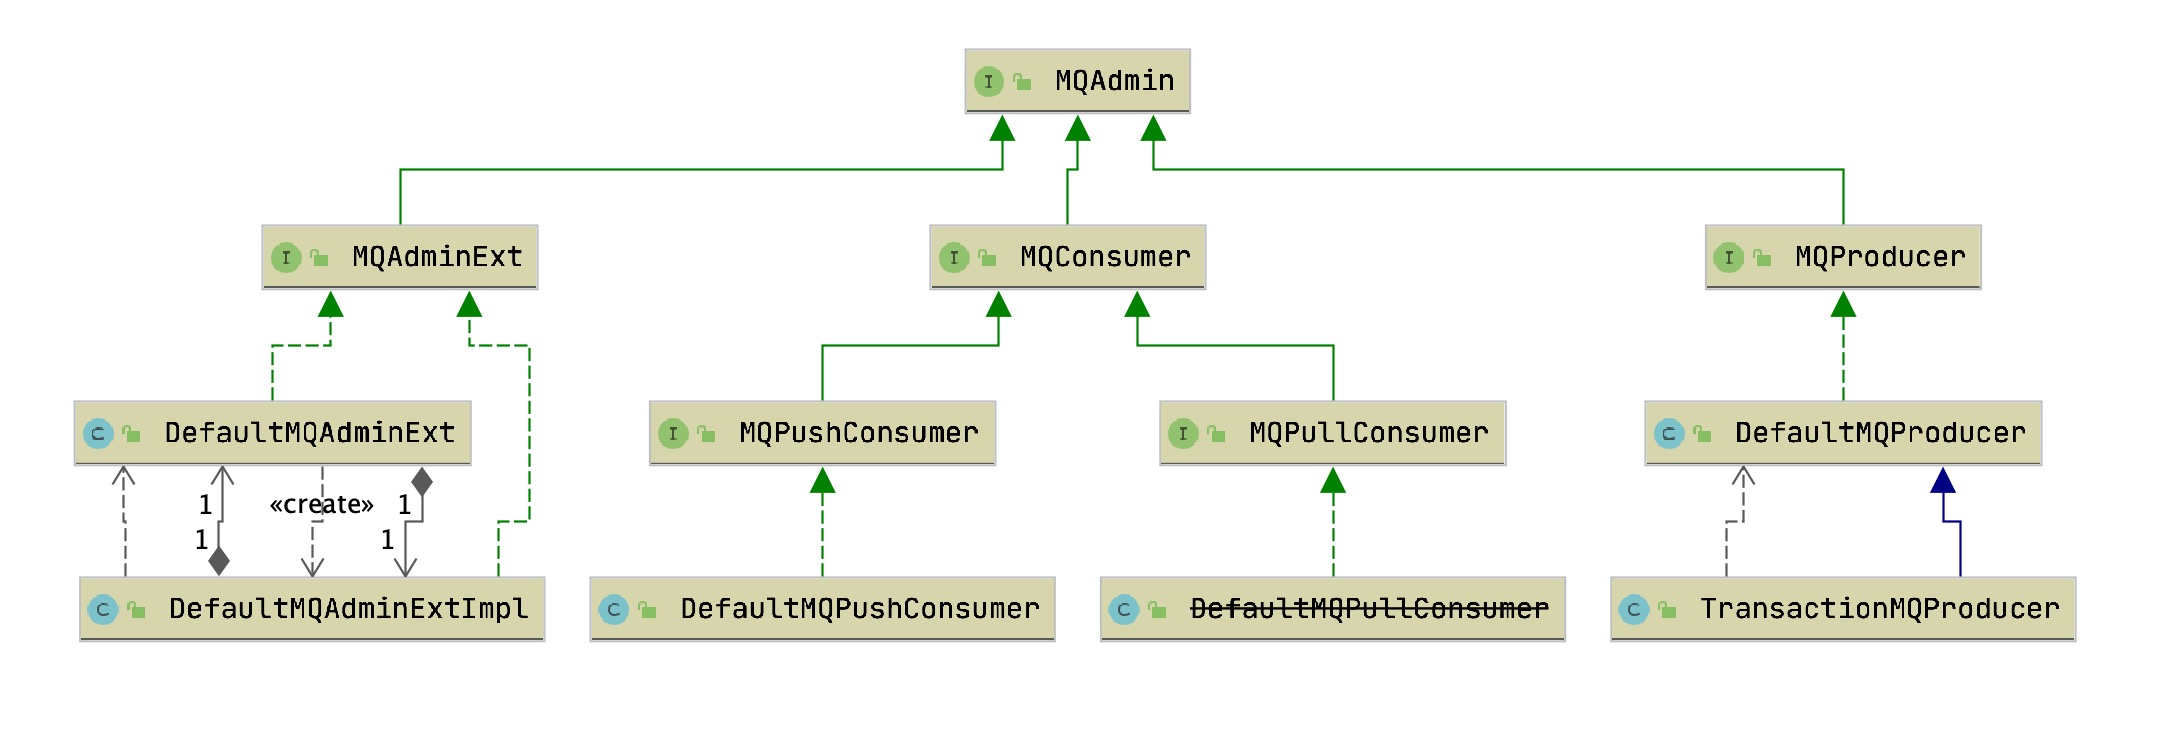 I MQAdmin
I MQAdminExt
I MQConsumer
I MQProducer
C DefaultMQAdminExt
I MQPushConsumer
I MQPullConsumer
C DefaultMQProducer
1 «create» 1
1 1
C DefaultMQAdminExtImpl
C DefaultMQPushConsumer
C DefaultMQPullConsumer
C TransactionMQProducer